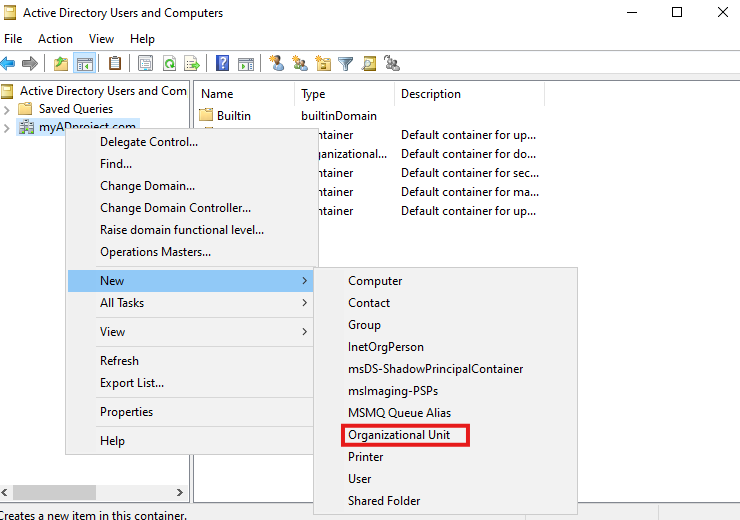 Active Directory Users and Computers
File Action View Help
Active Directory Users and Com
Saved Queries
myADproject.com
Name Type Description
Builtin builtinDomain
ontainer Default container for up...
ganizational... Default container for do...
ontainer Default container for sec...
ontainer Default container for ma...
ontainer Default container for up...
Delegate Control...
Find...
Change Domain...
Change Domain Controller...
Raise domain functional level...
Operations Masters...
New
All Tasks
View
Refresh
Export List...
Properties
Help
Computer
Contact
Group
InetOrgPerson
msDS-ShadowPrincipalContainer
msImaging-PSPs
MSMQ Queue Alias
Organizational Unit
Printer
User
Shared Folder
Creates a new item in this container.